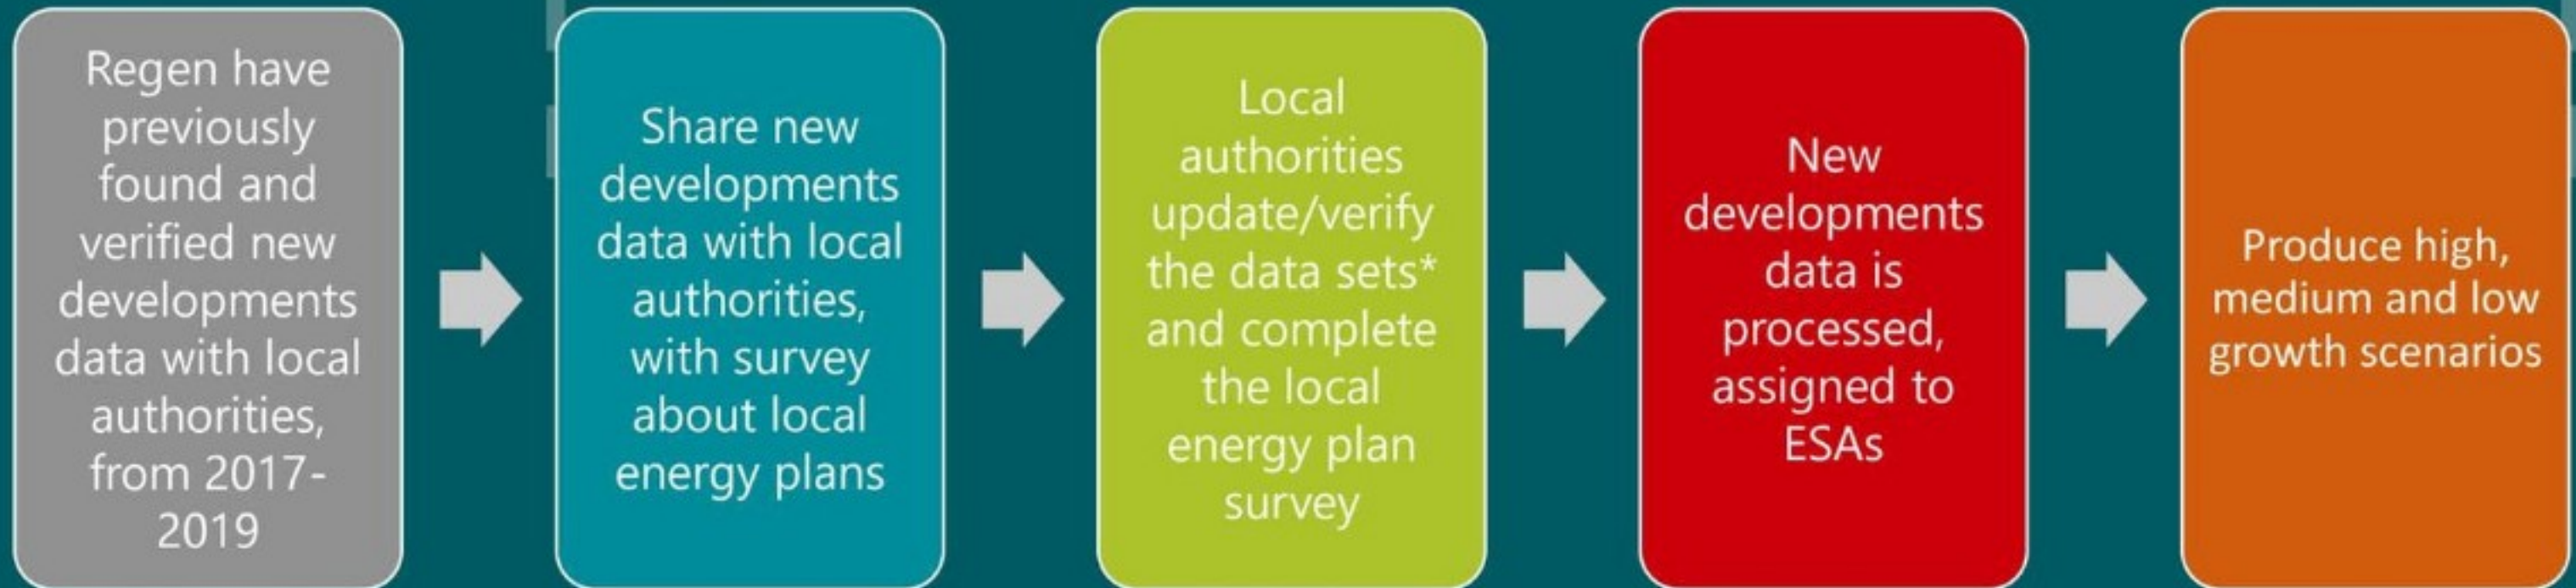 Regen have
previously
found and
verified new
developments
data with local
authorities,
from 2017-
2019
Share new
developments
data with local
authorities,
with survey
about local
energy plans
Local
authorities
update/verify
the data sets*
and complete
the local
energy plan
survey
New
developments
data is
processed,
assigned to
ESAs
Produce high,
medium and low
growth scenarios